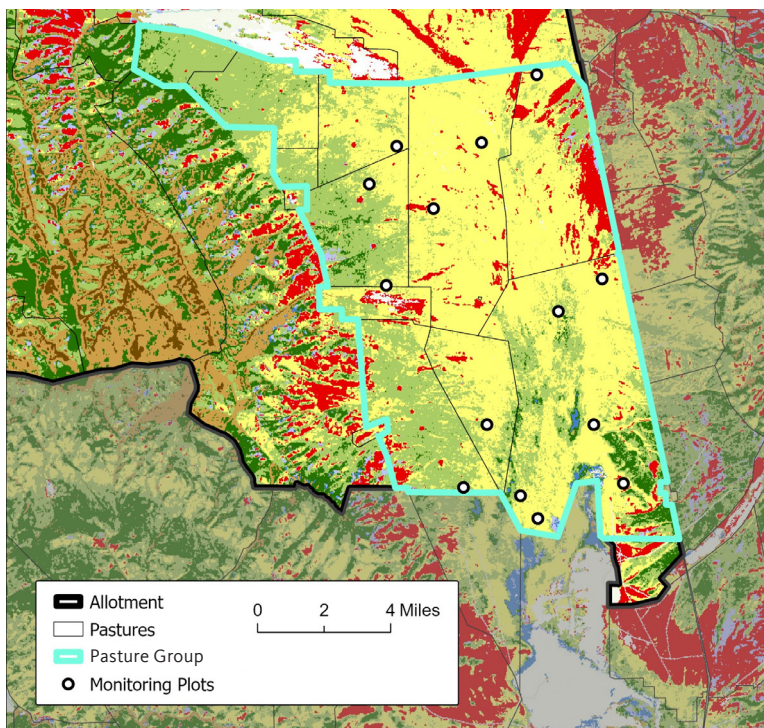 Allotment
Pastures
Pasture Group
Monitoring Plots
0 2 4 Miles